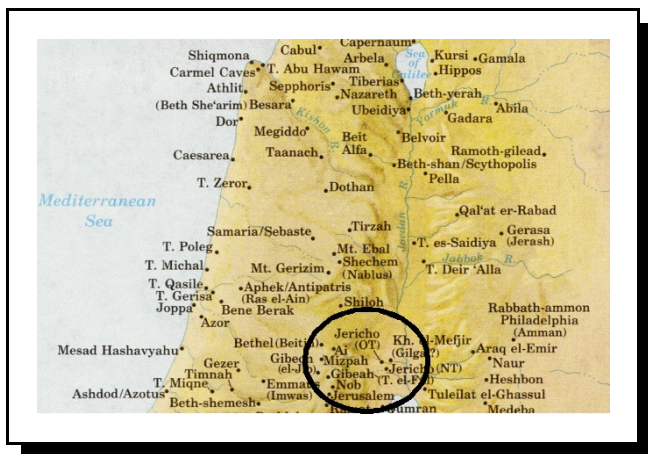 Capernaum
Cabul
Sea
of
Galilee
Kursi
Gamala
Shiqmona
Arbela
Carmel Caves
T. Abu Hawam
Hippos
Tiberias
Athlit
Sepphoris
Nazareth
Beth-yerah
(Beth She'arim) Besara
Ubeidiya
Yarmuk R.
Abila
Kishon R.
Gadara
Dor
Megiddo
Beit
Alfa
Belvoir
Caesarea
Taanach
Ramoth-gilead
Beth-shan/Scythopolis
T. Zeror
Dothan
Pella
Mediterranean
Sea
Jordan R.
Qal'at er-Rabad
Samaria/Sebaste
Tirzah
Gerasa
(Jerash)
T. Poleg
Mt. Ebal
T. es-Saidiya
T. Michal
Mt. Gerizim
Shechem
(Nablus)
T. Deir 'Alla
Jabbok R.
T. Qasile
Aphek/Antipatris
(Ras el-Ain)
T. Gerisa
Joppa
Bene Berak
Shiloh
Rabbath-ammon
Philadelphia
(Amman)
Azor
Jericho
(OT)
Kh. el-Mefjir
(Gilgal?)
Mesad Hashavyahu
Bethel (Beitin)
Ai
Araq el-Emir
Gibeon
(el-Jib)
Mizpah
Jericho (NT)
Naur
Gezer
Timnah
Gibeah
T. Miqne
Emmaus
(Imwas)
Nob
Heshbon
Ashdod/Azotus
Beth-shemesh
Jerusalem
Tuleilat el-Ghassul
Qumran
Medeba